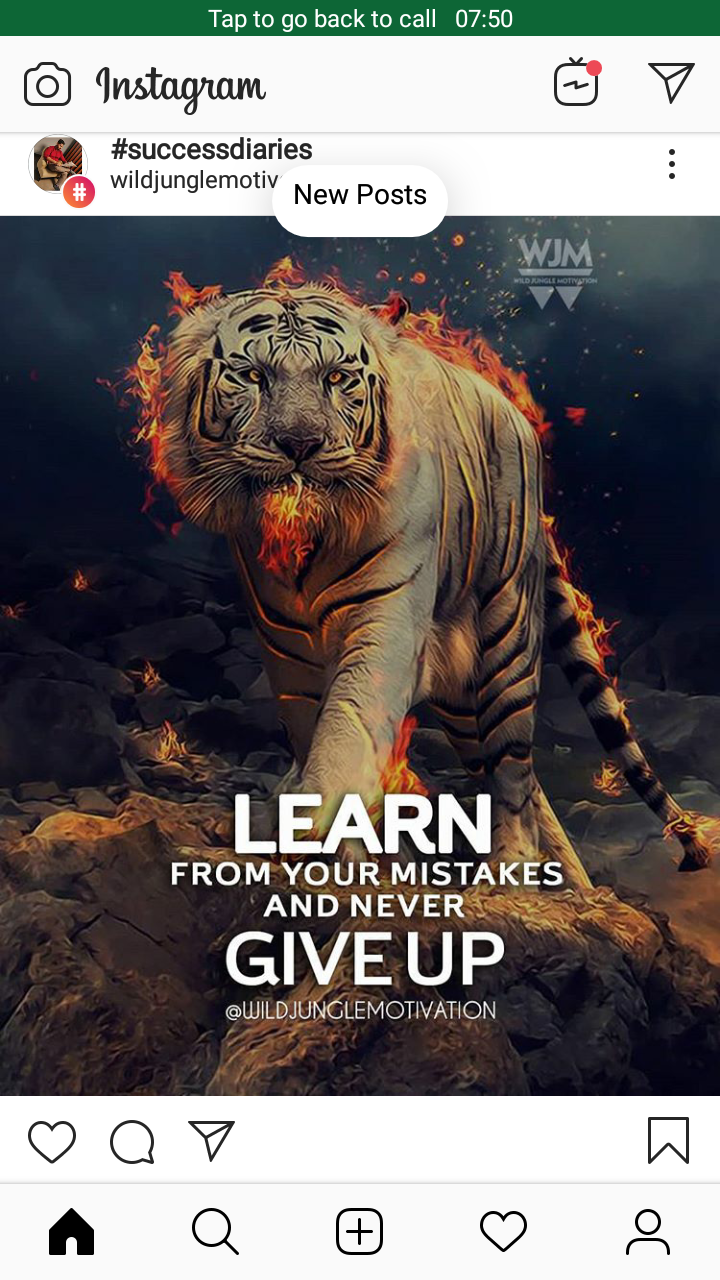 Tap to go back to call 07:50
Instagram
#successdiaries
wildjunglemotiv
New Posts
WJM
WILD JUNGLE MOTIVATION
LEARN
FROM YOUR MISTAKES
AND NEVER
GIVE UP
@WILDJUNGLEMOTIVATION